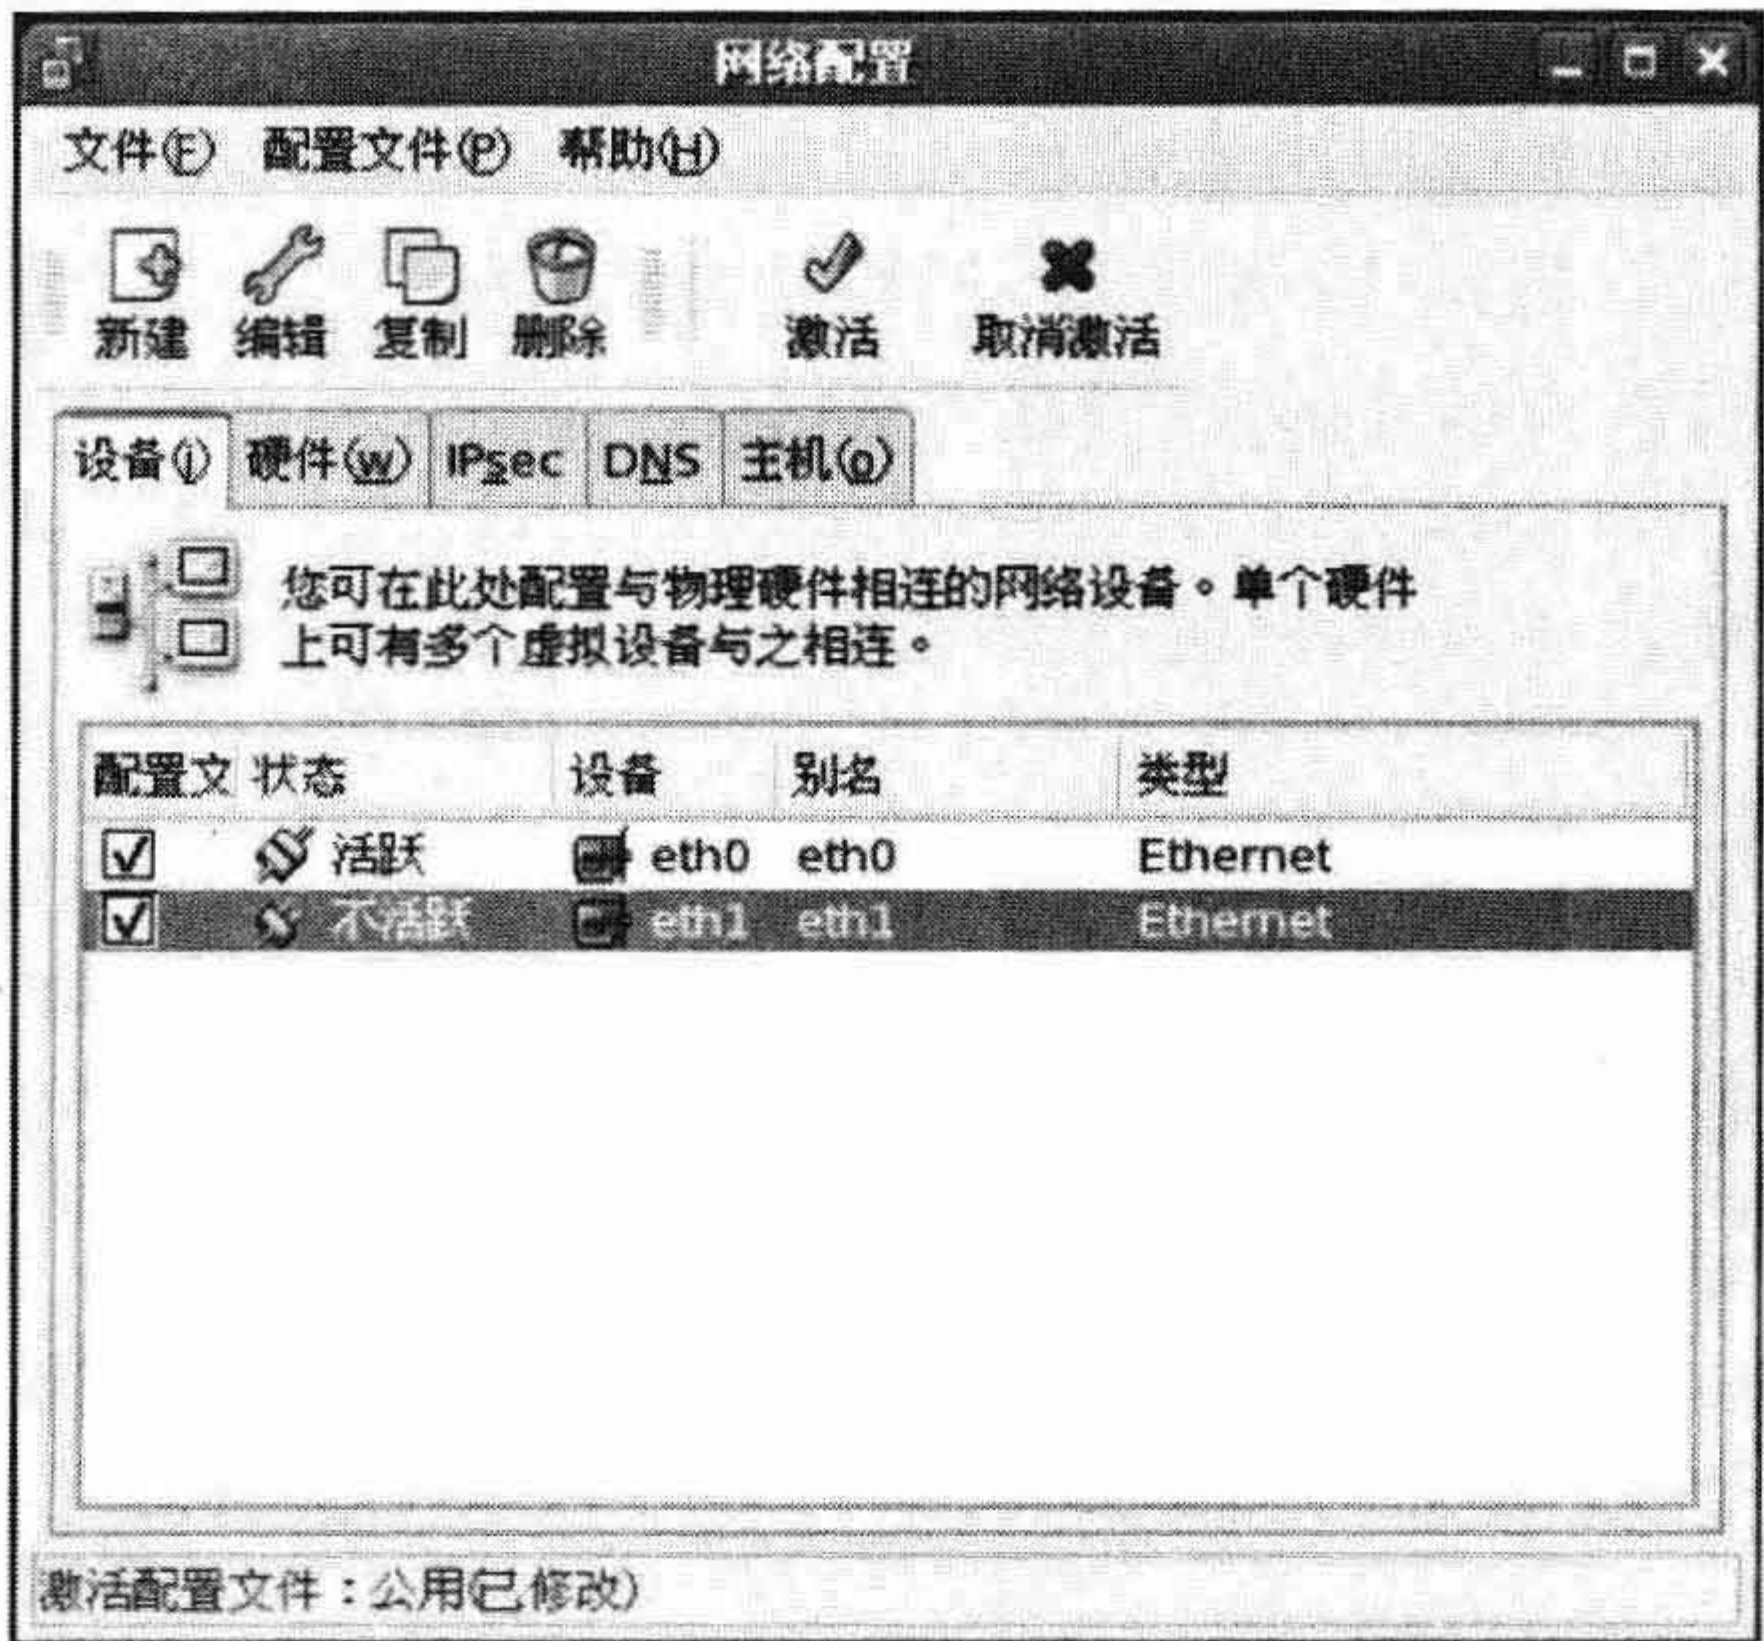 网络配置
文件(F) 配置文件(P) 帮助(H)
新建 编辑 复制 删除 激活 取消激活
设备(i) 硬件(w) IPsec DNS 主机(o)
您可在此处配置与物理硬件相连的网络设备。单个硬件
上可有多个虚拟设备与之相连。
配置文 状态 设备 别名 类型
活跃 eth0 eth0 Ethernet
不活跃 eth1 eth1 Ethernet
激活配置文件：公用(已修改)